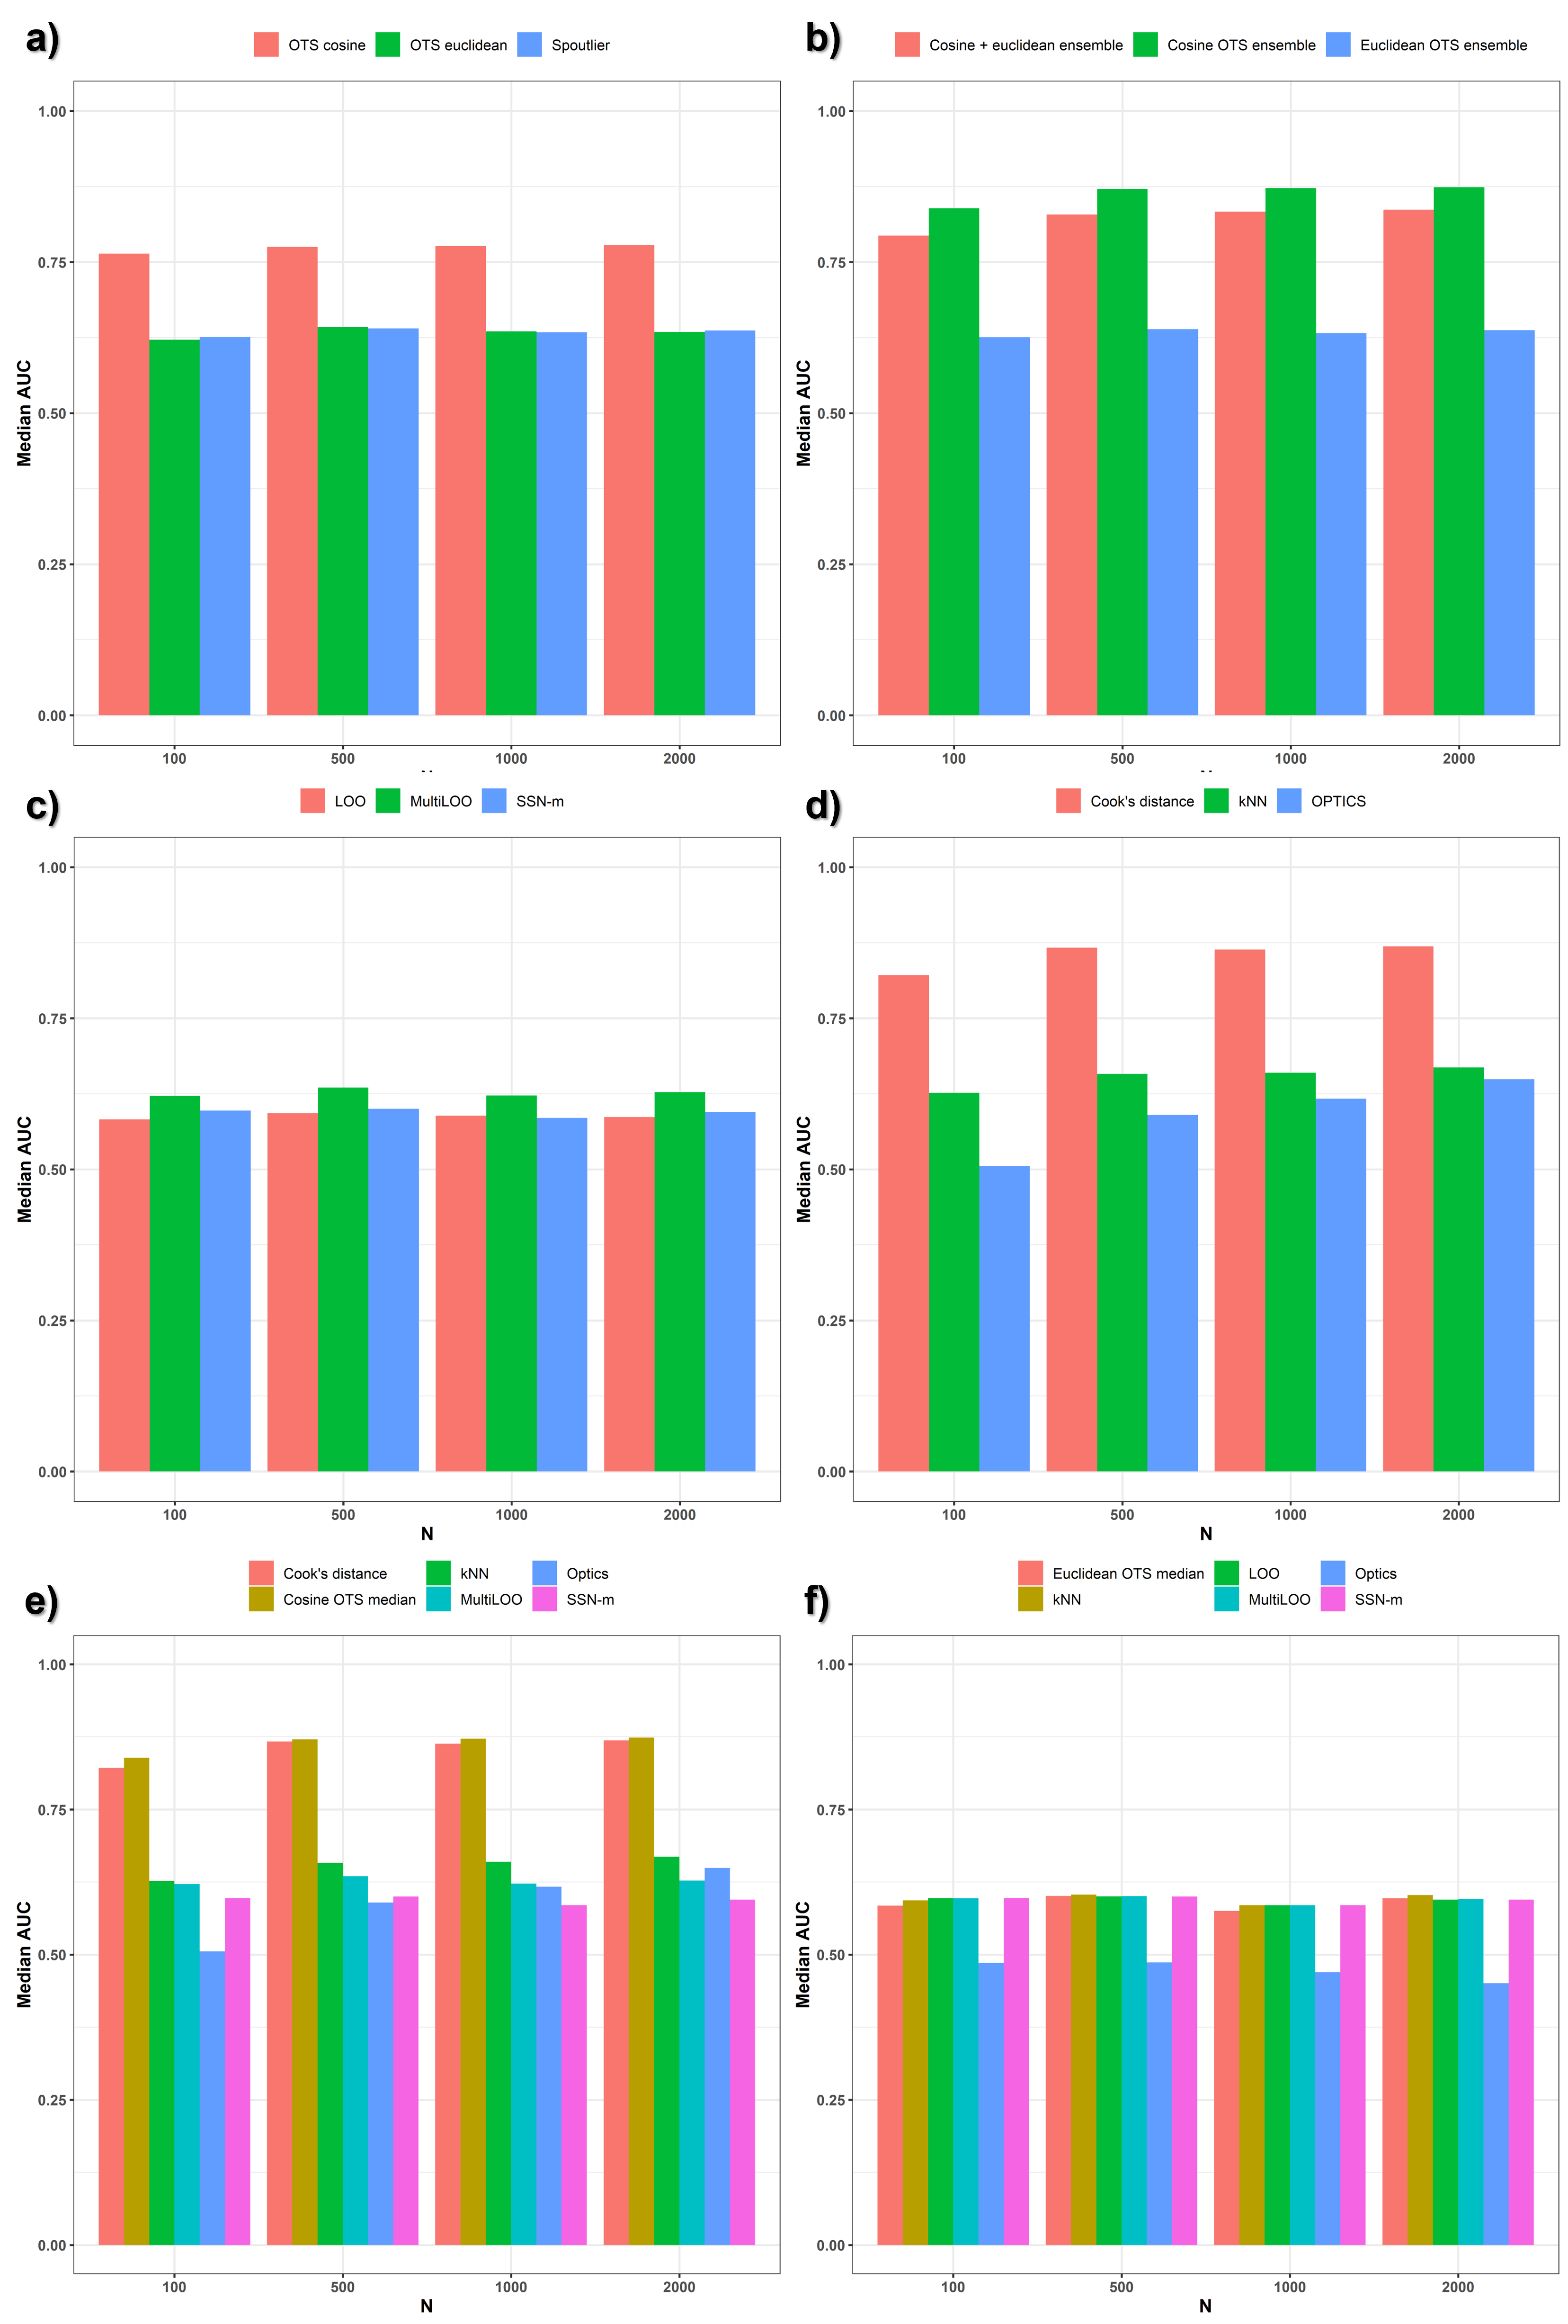 a)
OTS cosine OTS euclidean Spoutlier
1.00
0.75
0.50
0.25
0.00
Median AUC
100 500 1000 2000
b)
Cosine + euclidean ensemble Cosine OTS ensemble Euclidean OTS ensemble
1.00
0.75
0.50
0.25
0.00
Median AUC
100 500 1000 2000
c)
LOO MultiLOO SSN-m
1.00
0.75
0.50
0.25
0.00
Median AUC
100 500 1000 2000
N
d)
Cook's distance kNN OPTICS
1.00
0.75
0.50
0.25
0.00
Median AUC
100 500 1000 2000
N
e)
Cook's distance kNN Optics
Cosine OTS median MultiLOO SSN-m
1.00
0.75
0.50
0.25
0.00
Median AUC
100 500 1000 2000
N
f)
Euclidean OTS median LOO Optics
kNN MultiLOO SSN-m
1.00
0.75
0.50
0.25
0.00
Median AUC
100 500 1000 2000
N